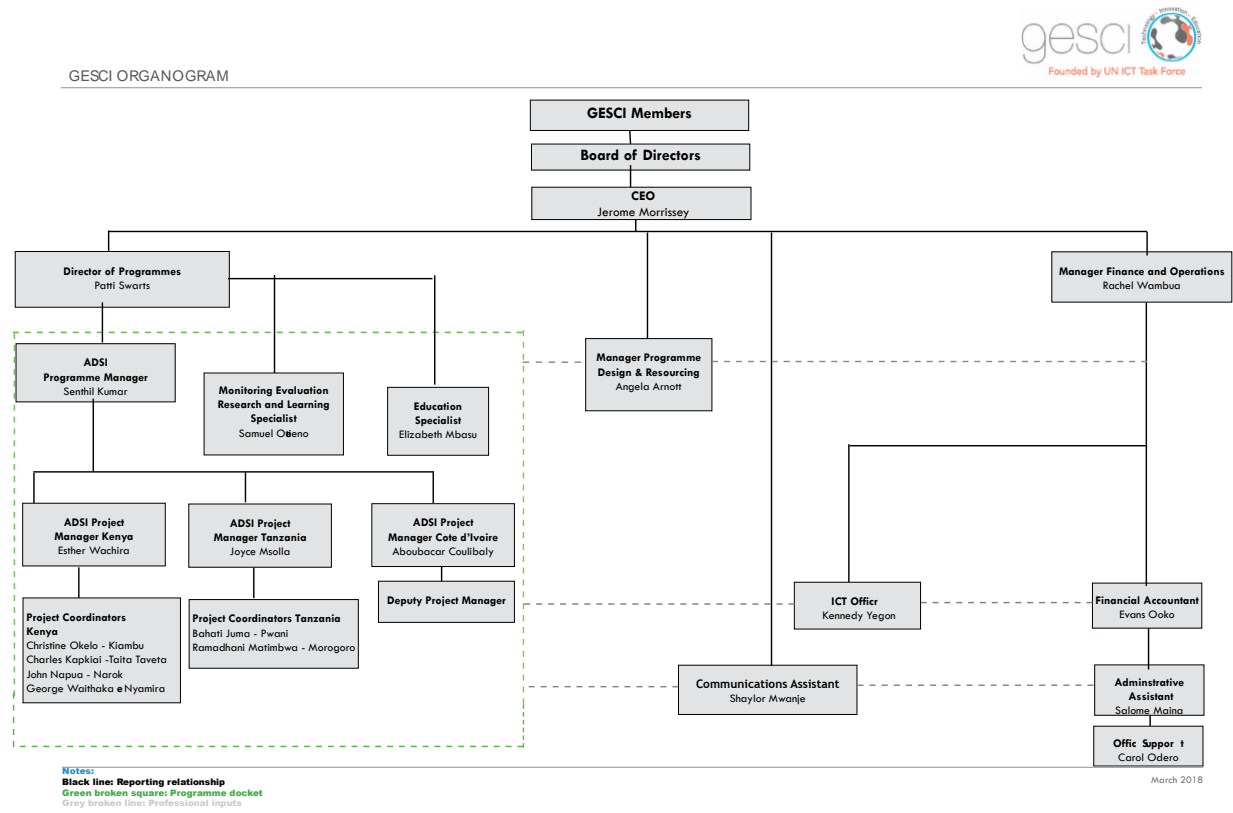 gesci
Technology - Innovation - Education
Founded by UN ICT Task Force
GESCI ORGANOGRAM
GESCI Members
Board of Directors
CEO
Jerome Morrissey
Director of Programmes
Patti Swarts
Manager Finance and Operations
Rachel Wambua
ADSI
Programme Manager
Senthil Kumar
Monitoring Evaluation
Research and Learning
Specialist
Samuel Otieno
Education
Specialist
Elizabeth Mbasu
Manager Programme
Design & Resourcing
Angela Arnott
ADSI Project
Manager Kenya
Esther Wachira
ADSI Project
Manager Tanzania
Joyce Msolla
ADSI Project
Manager Cote d'Ivoire
Aboubacar Coulibaly
Deputy Project Manager
Project Coordinators
Kenya
Christine Okelo - Kiambu
Charles Kapkiai -Taita Taveta
John Napua - Narok
George Waithaka e Nyamira
Project Coordinators Tanzania
Bahati Juma - Pwani
Ramadhani Matimbwa - Morogoro
ICT Officr
Kennedy Yegon
Financial Accountant
Evans Ooko
Communications Assistant
Shaylor Mwanje
Adminstrative
Assistant
Salome Maina
Offic Suppor t
Carol Odero
Notes:
Black line: Reporting relationship
Green broken square: Programme docket
Grey broken line: Professional inputs
March 2018